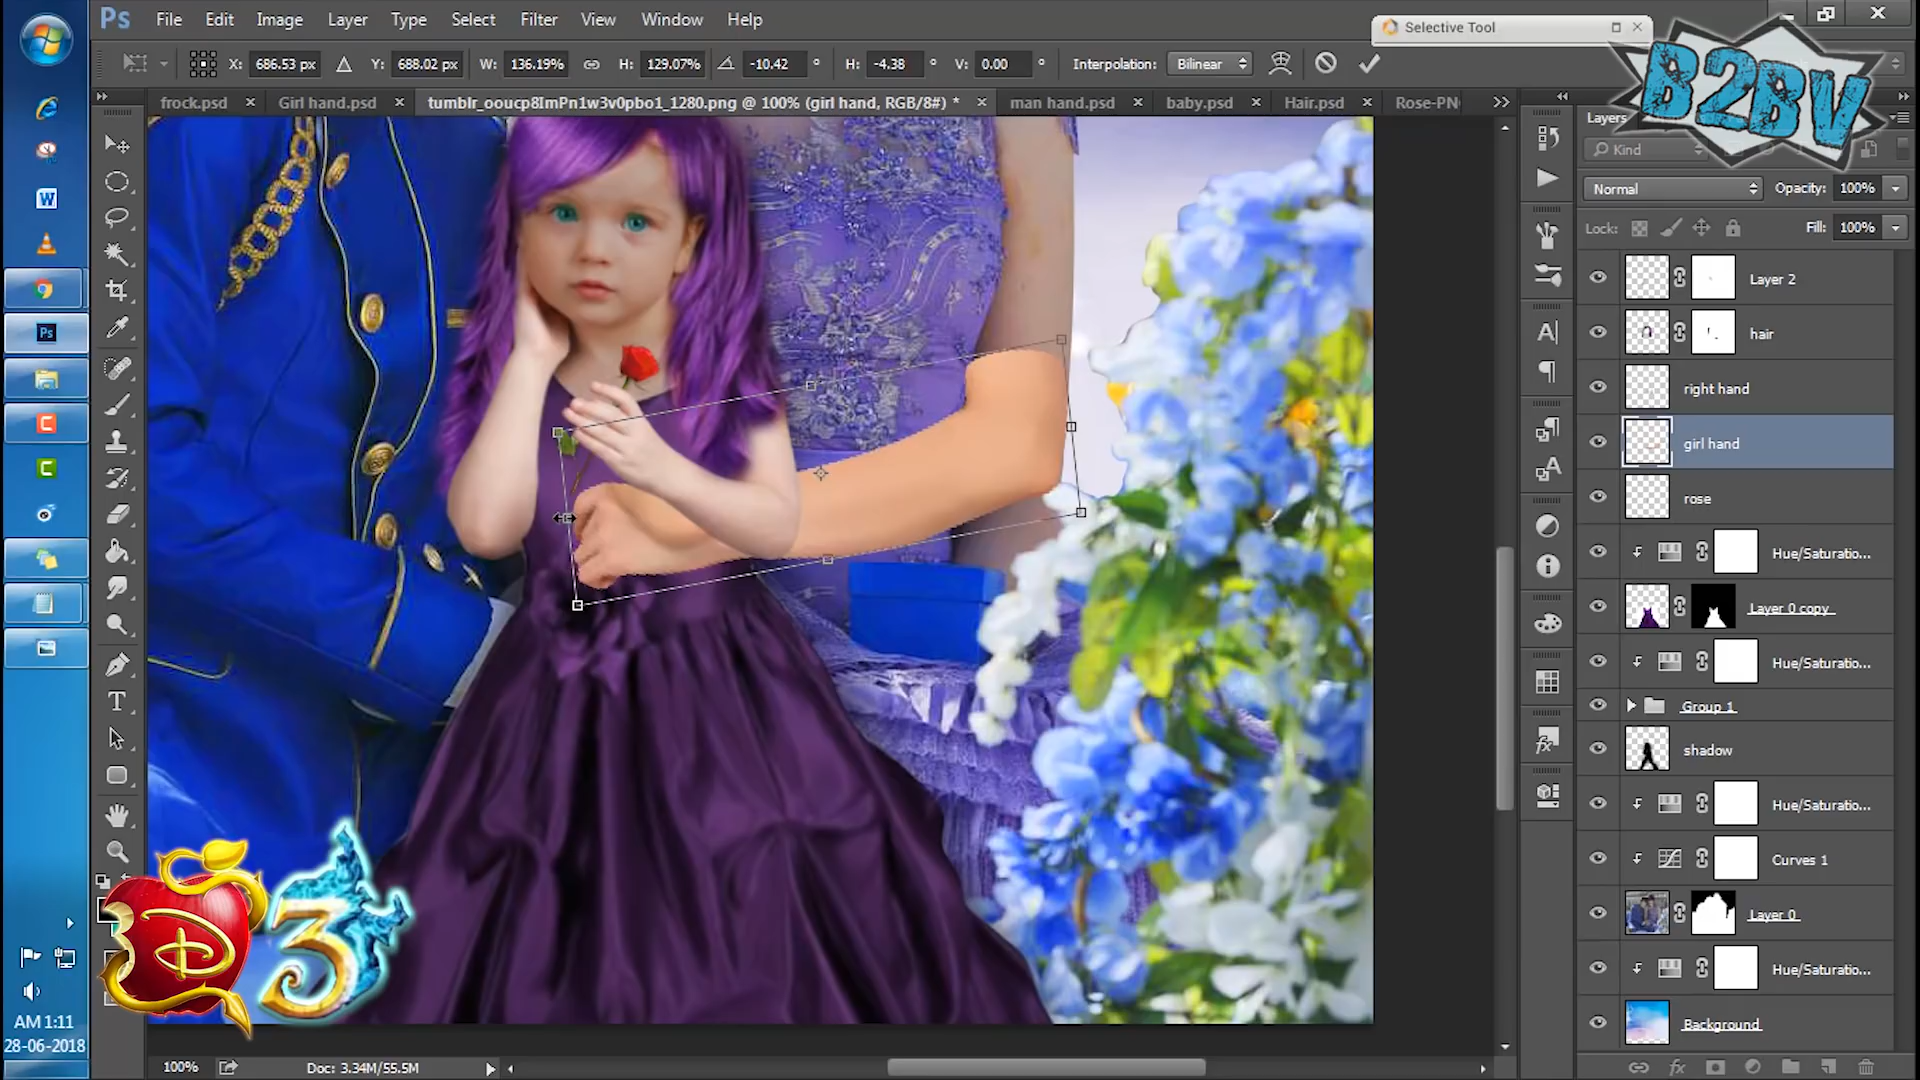 Ps File Edit Image Layer Type Select Filter View Window Help
Selective Tool
B2BV
X: 686.53 px Y: 688.02 px W: 136.19% H: 129.07% -10.42 ° H: -4.38 ° V: 0.00 ° Interpolation: Bilinear
frock.psd × Girl hand.psd × tumblr_ooucp8ImPn1w3v0pbo1_1280.png @ 100% (girl hand, RGB/8#) * × man hand.psd × baby.psd × Hair.psd × Rose-PN
Layers
Kind
Normal Opacity: 100%
Lock: Fill: 100%
Layer 2
hair
right hand
girl hand
rose
Hue/Saturatio...
Layer 0 copy
Hue/Saturatio...
Group 1
shadow
Hue/Saturatio...
Curves 1
Layer 0
Hue/Saturatio...
Background
D 3
AM 1:11
28-06-2018
100% Doc: 3.34M/55.5M